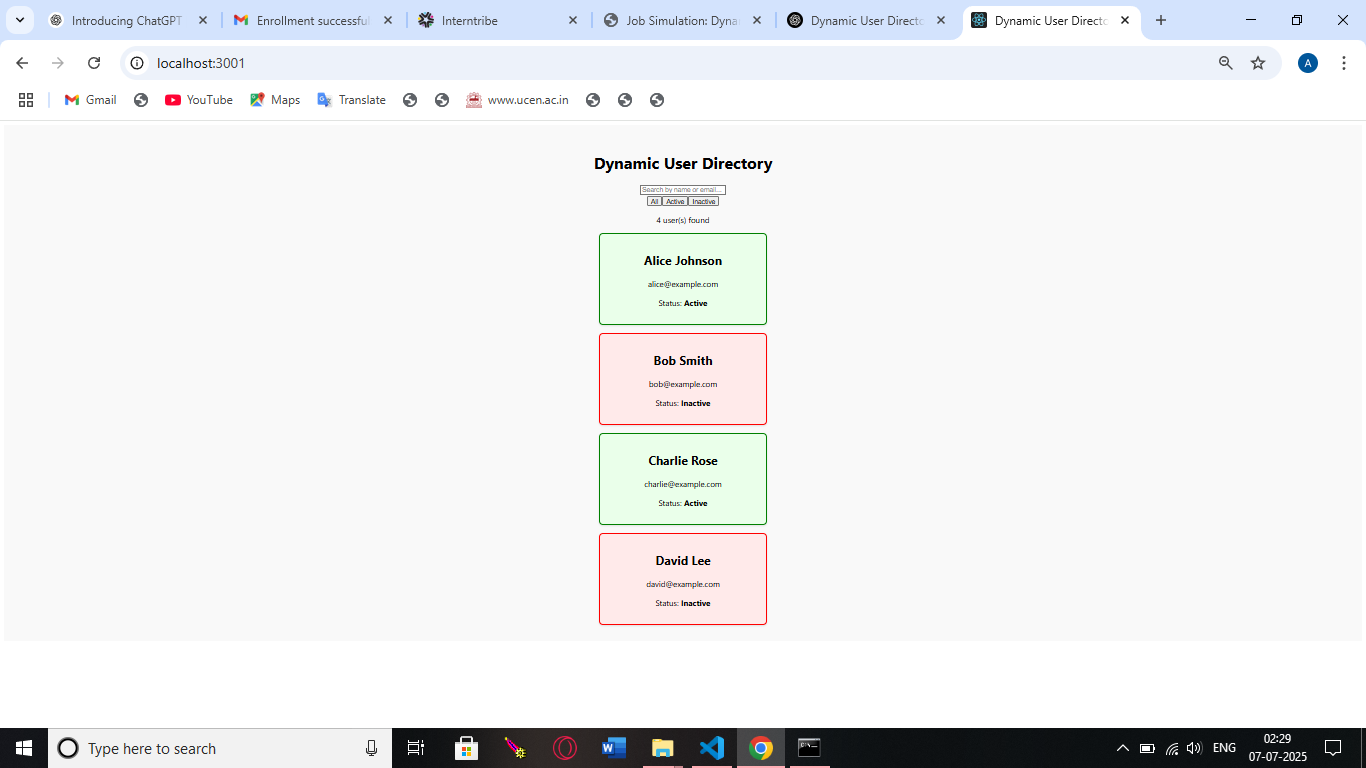 Introducing ChatGPT
Enrollment successful
Interntribe
Job Simulation: Dyna
Dynamic User Directo
Dynamic User Directo
localhost:3001
A
Gmail
YouTube
Maps
Translate
www.ucen.ac.in
Dynamic User Directory
Search by name or email...
All Active Inactive
4 user(s) found
Alice Johnson
alice@example.com
Status: Active
Bob Smith
bob@example.com
Status: Inactive
Charlie Rose
charlie@example.com
Status: Active
David Lee
david@example.com
Status: Inactive
Type here to search
ENG
02:29
07-07-2025